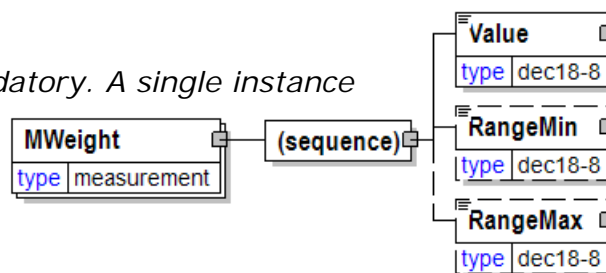 Value
type dec18-8
datory. A single instance
RangeMin
type dec18-8
MWeight
type measurement
(sequence)
RangeMax
type dec18-8